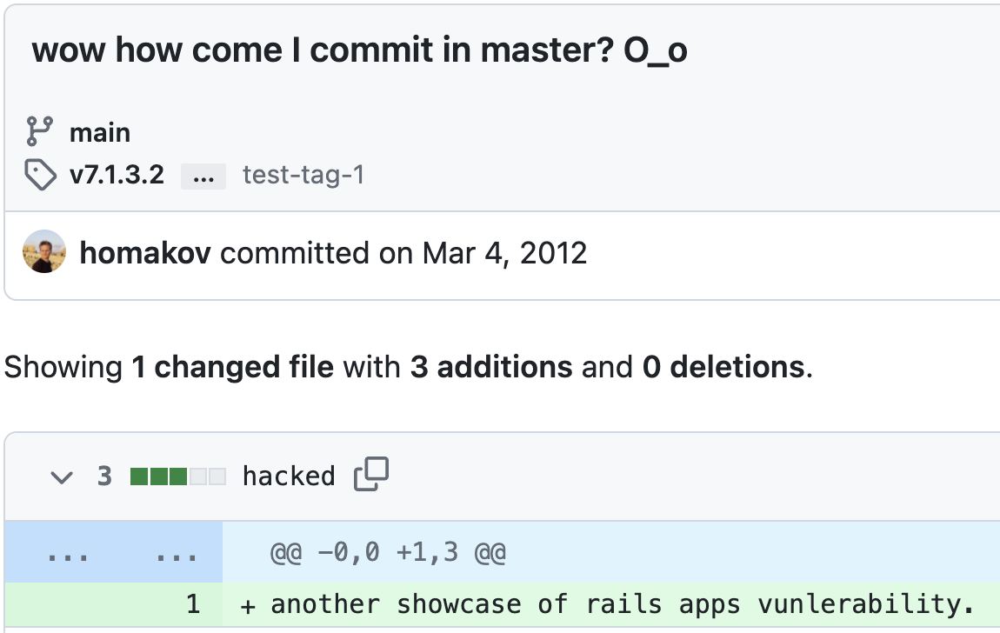 wow how come I commit in master? O_o
main
v7.1.3.2 ... test-tag-1
homakov committed on Mar 4, 2012
Showing 1 changed file with 3 additions and 0 deletions.
3 hacked
... ... @@ -0,0 +1,3 @@
1 + another showcase of rails apps vunlerability.